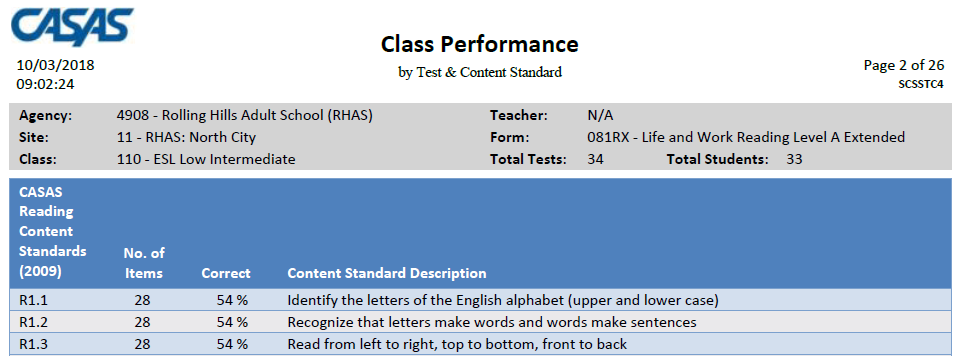 CASAS
Class Performance
10/03/2018
by Test & Content Standard
Page 2 of 26
09:02:24
SCSSTC4
Agency: 4908 - Rolling Hills Adult School (RHAS) Teacher: N/A
Site: 11 - RHAS: North City Form: 081RX - Life and Work Reading Level A Extended
Class: 110 - ESL Low Intermediate Total Tests: 34 Total Students: 33
CASAS
Reading
Content
Standards
(2009)
No. of
Items
Correct
Content Standard Description
R1.1 28 54 % Identify the letters of the English alphabet (upper and lower case)
R1.2 28 54 % Recognize that letters make words and words make sentences
R1.3 28 54 % Read from left to right, top to bottom, front to back